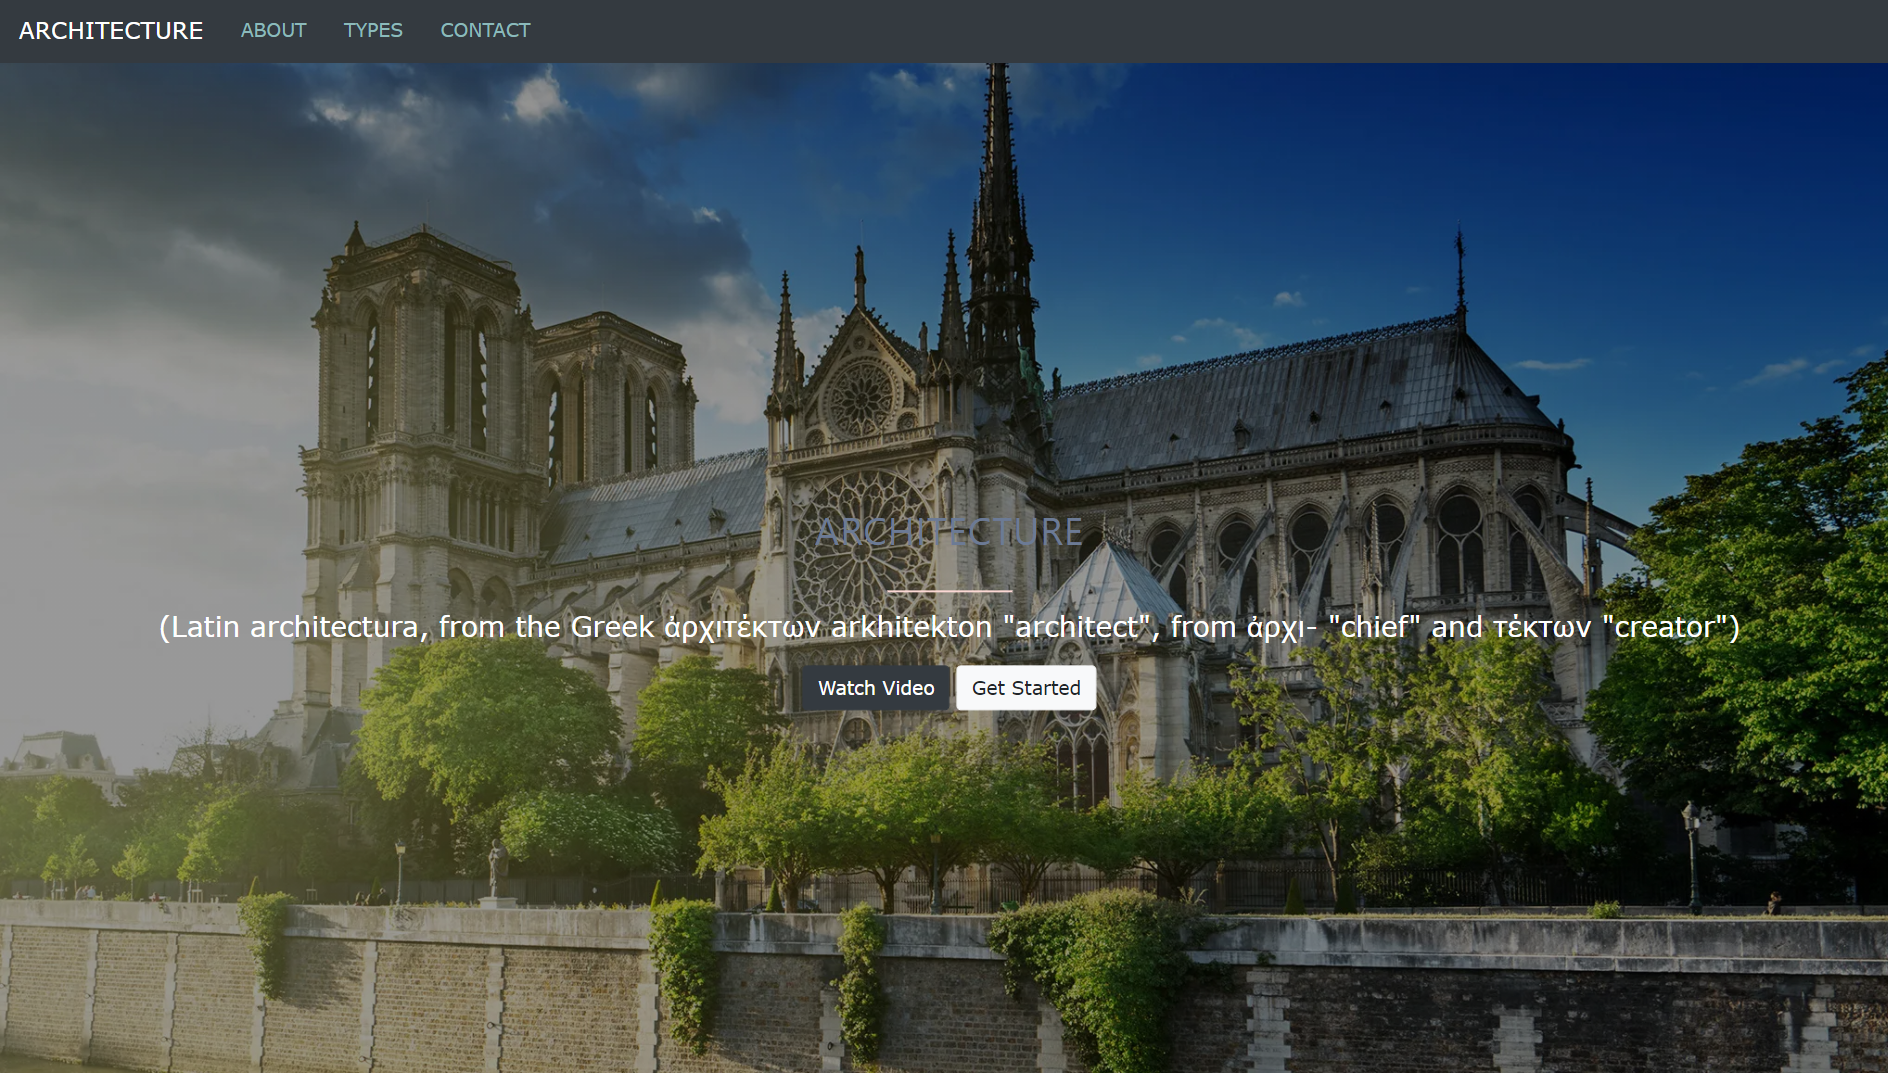 ARCHITECTURE ABOUT TYPES CONTACT
ARCHITECTURE
(Latin architectura, from the Greek ἀρχιτέκτων arkhitekton "architect", from ἀρχι- "chief" and τέκτων "creator")
Watch Video Get Started